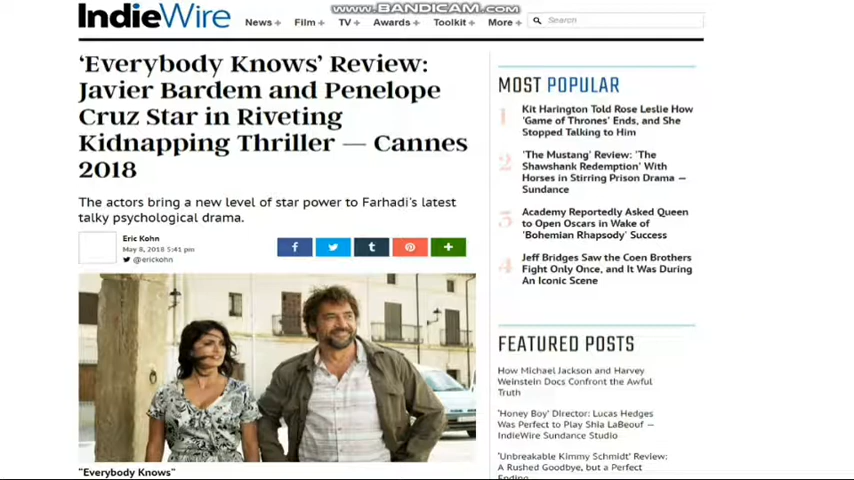 www.BANDICAM.com
IndieWire
News + Film + TV + Awards + Toolkit + More +
Search
‘Everybody Knows’ Review:
Javier Bardem and Penelope
Cruz Star in Riveting
Kidnapping Thriller — Cannes
2018
The actors bring a new level of star power to Farhadi's latest
talky psychological drama.
Eric Kohn
May 8, 2018 5:41 pm
@erickohn
"Everybody Knows"
MOST POPULAR
1 Kit Harington Told Rose Leslie How
'Game of Thrones' Ends, and She
Stopped Talking to Him
2 'The Mustang' Review: 'The
Shawshank Redemption' With
Horses in Stirring Prison Drama —
Sundance
3 Academy Reportedly Asked Queen
to Open Oscars in Wake of
'Bohemian Rhapsody' Success
4 Jeff Bridges Saw the Coen Brothers
Fight Only Once, and It Was During
An Iconic Scene
FEATURED POSTS
How Michael Jackson and Harvey
Weinstein Docs Confront the Awful
Truth
'Honey Boy' Director: Lucas Hedges
Was Perfect to Play Shia LaBeouf —
IndieWire Sundance Studio
'Unbreakable Kimmy Schmidt' Review:
A Rushed Goodbye, but a Perfect
Ending